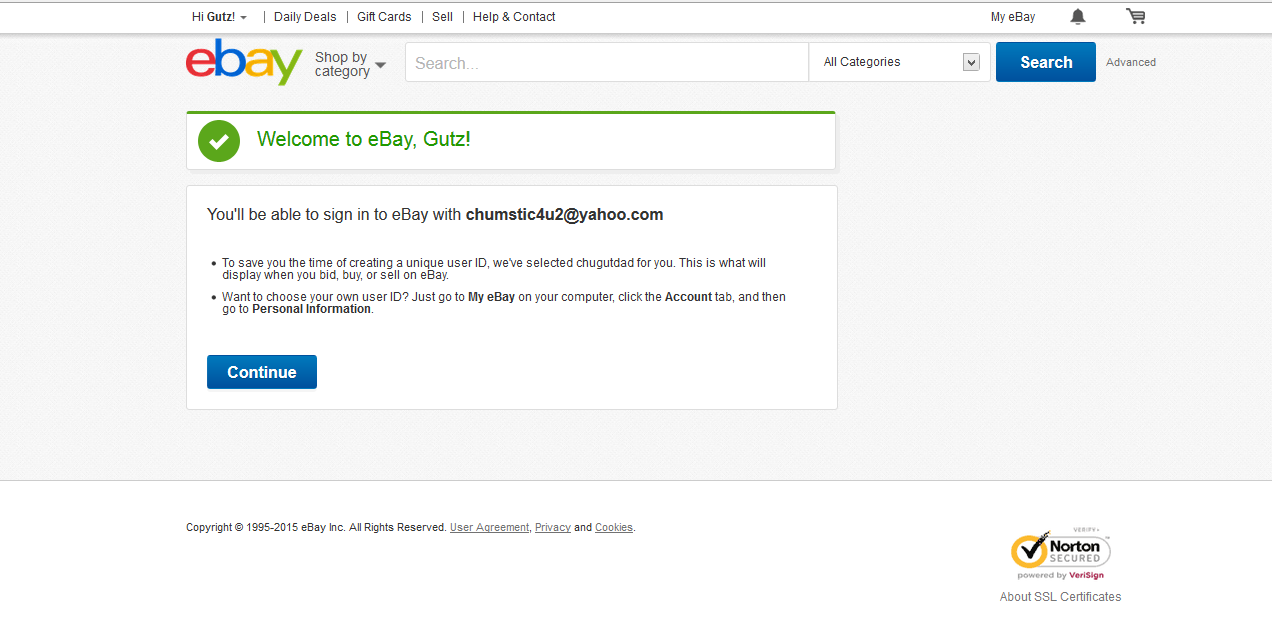 Hi Gutz! | Daily Deals | Gift Cards | Sell | Help & Contact My eBay
ebay
Shop by
category
Search...
All Categories
Search
Advanced
Welcome to eBay, Gutz!
You'll be able to sign in to eBay with chumstic4u2@yahoo.com
• To save you the time of creating a unique user ID, we've selected chugutdad for you. This is what will
display when you bid, buy, or sell on eBay.
• Want to choose your own user ID? Just go to My eBay on your computer, click the Account tab, and then
go to Personal Information.
Continue
Copyright © 1995-2015 eBay Inc. All Rights Reserved. User Agreement, Privacy and Cookies.
VERIFY▸
Norton™
SECURED
powered by VeriSign
About SSL Certificates